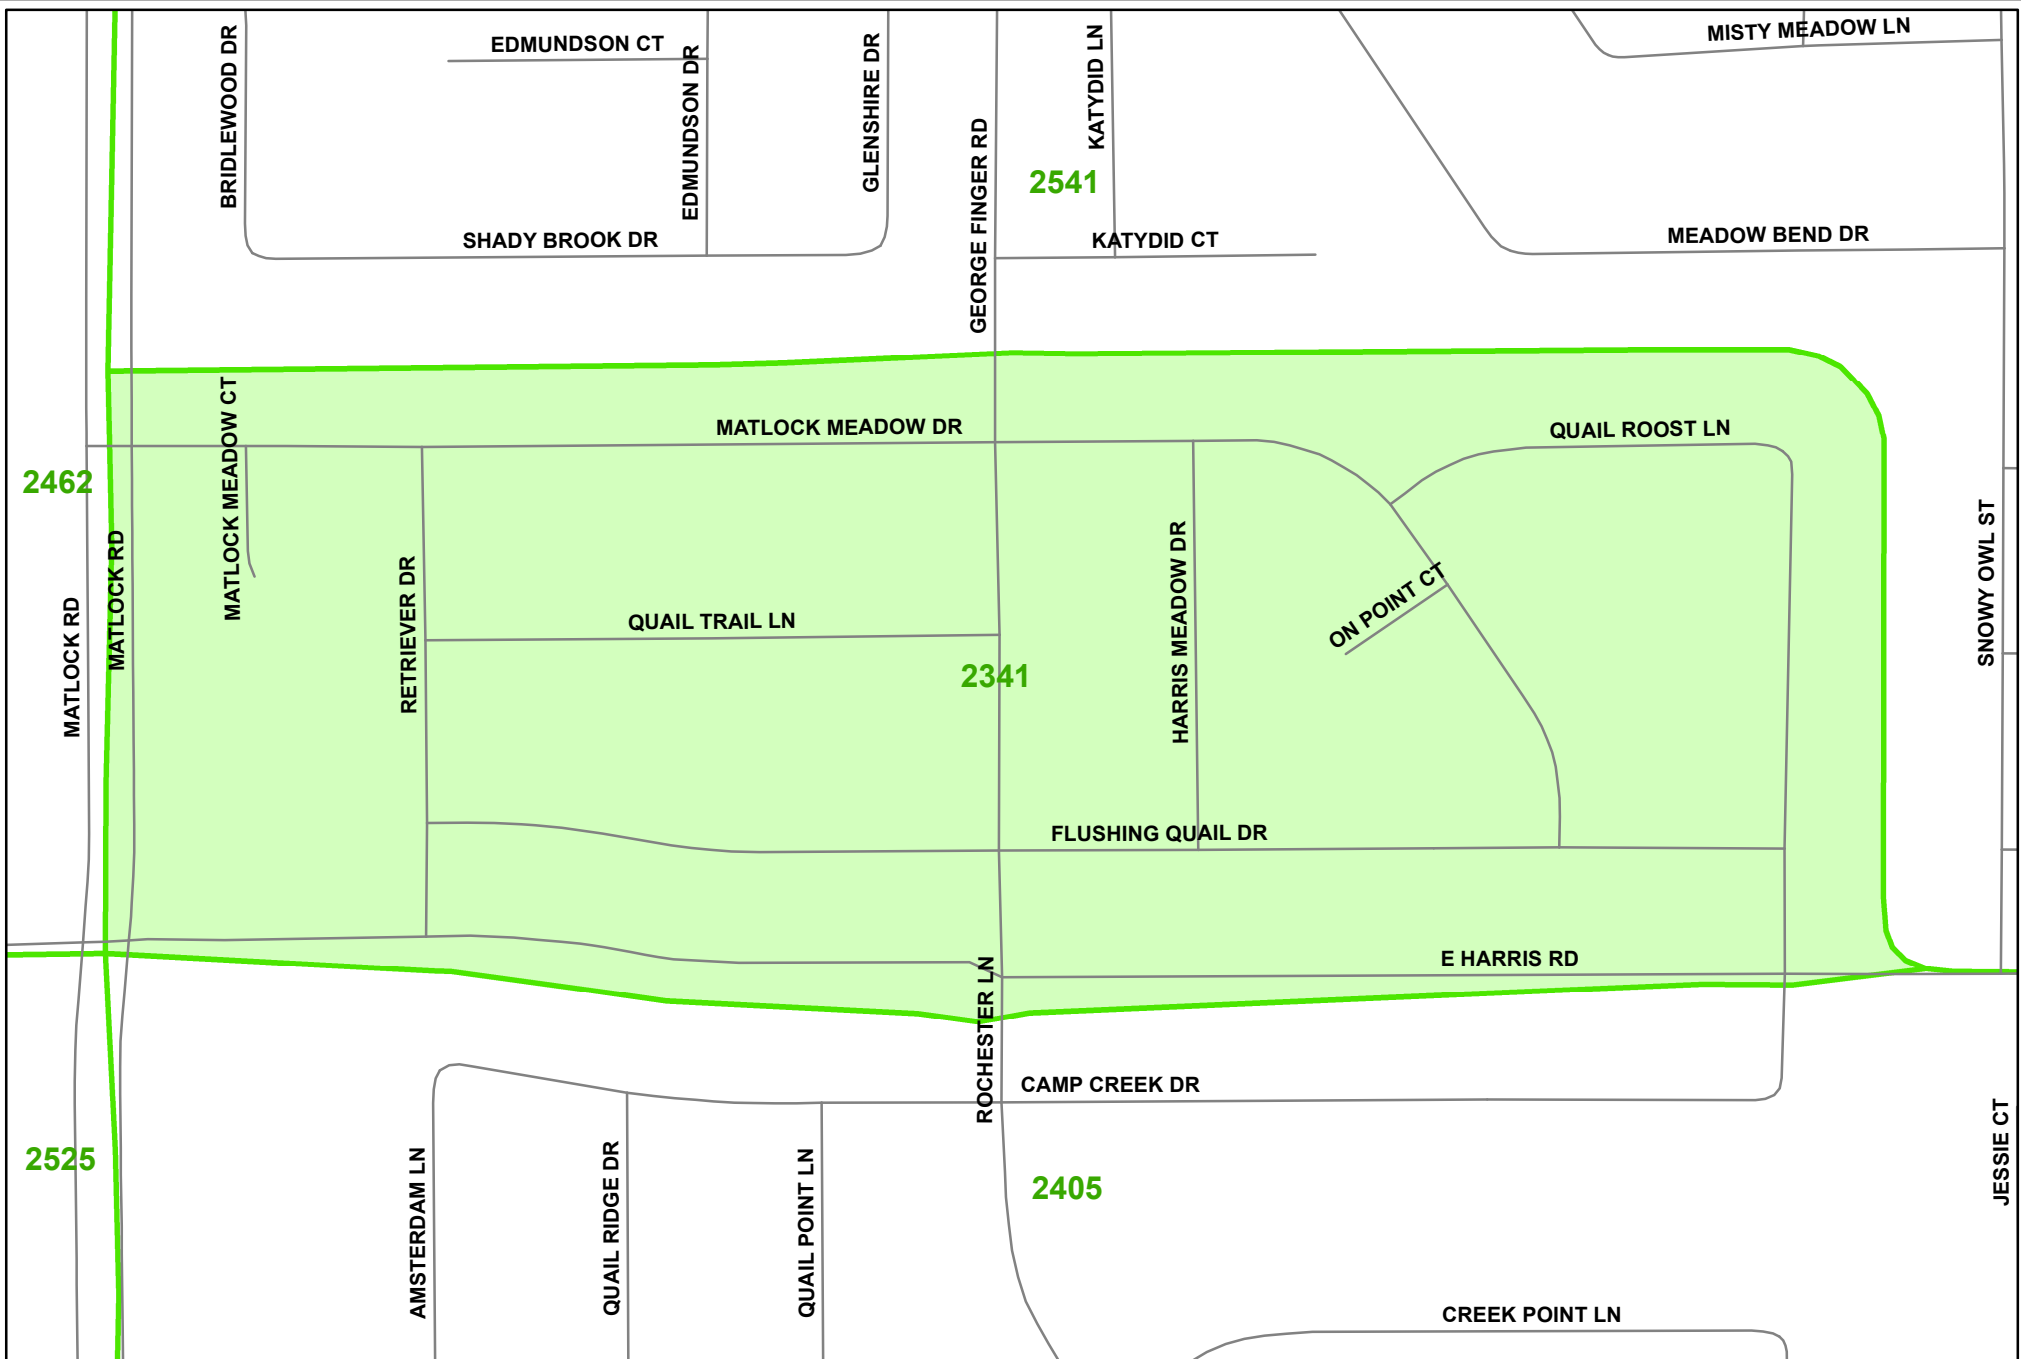 MISTY MEADOW LN
EDMUNDSON CT
BRIDLEWOOD DR
EDMUNDSON DR
GLENSHIRE DR
KATYDID LN
GEORGE FINGER RD
2541
SHADY BROOK DR
KATYDID CT
MEADOW BEND DR
MATLOCK MEADOW CT
MATLOCK MEADOW DR
QUAIL ROOST LN
2462
MATLOCK RD
MATLOCK RD
RETRIEVER DR
QUAIL TRAIL LN
2341
HARRIS MEADOW DR
ON POINT CT
SNOWY OWL ST
FLUSHING QUAIL DR
E HARRIS RD
ROCHESTER LN
CAMP CREEK DR
2525
AMSTERDAM LN
QUAIL RIDGE DR
QUAIL POINT LN
2405
JESSIE CT
CREEK POINT LN